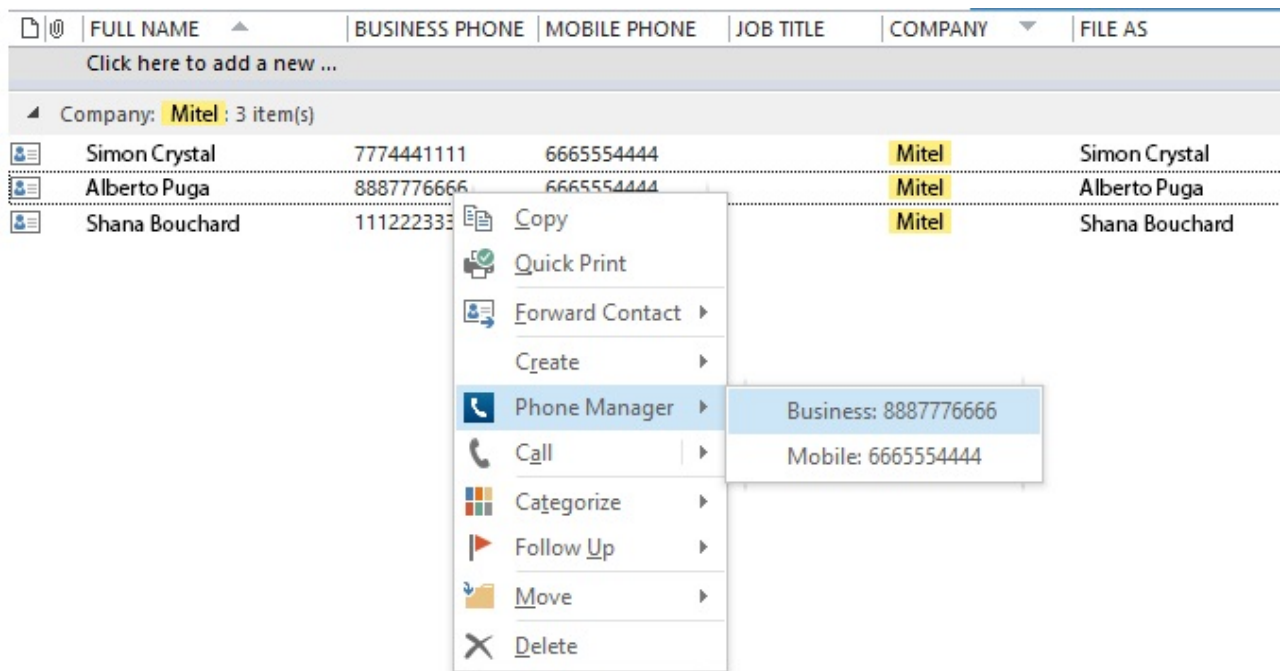 FULL NAME BUSINESS PHONE MOBILE PHONE JOB TITLE COMPANY FILE AS
Click here to add a new ...
Company: Mitel : 3 item(s)
Simon Crystal 7774441111 6665554444 Mitel Simon Crystal
Alberto Puga 8887776666 6665554444 Mitel Alberto Puga
Shana Bouchard 111222333 Mitel Shana Bouchard
Copy
Quick Print
Forward Contact
Create
Phone Manager
Business: 8887776666
Call
Mobile: 6665554444
Categorize
Follow Up
Move
Delete